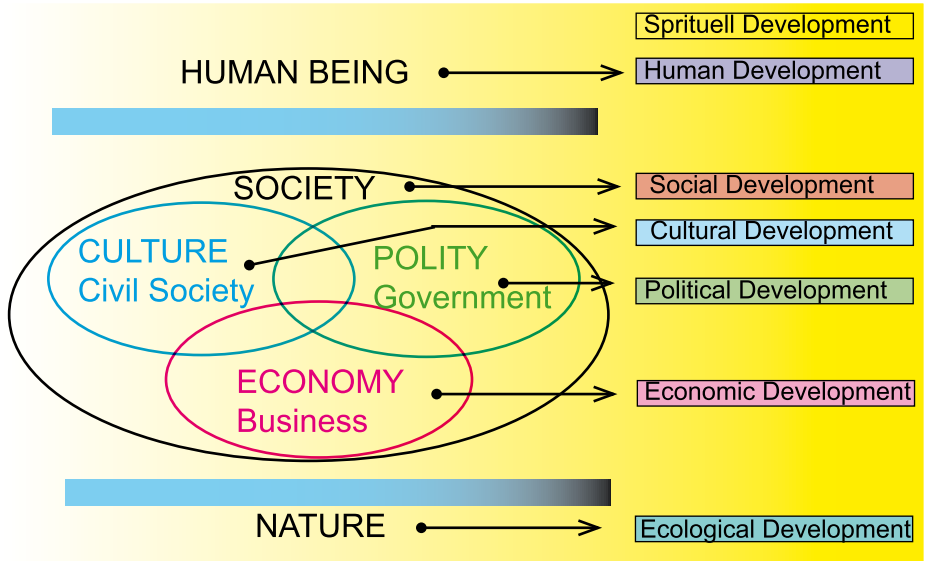 Sprituell Development
HUMAN BEING
Human Development
SOCIETY
Social Development
CULTURE
Civil Society
Cultural Development
POLITY
Government
Political Development
ECONOMY
Business
Economic Development
NATURE
Ecological Development